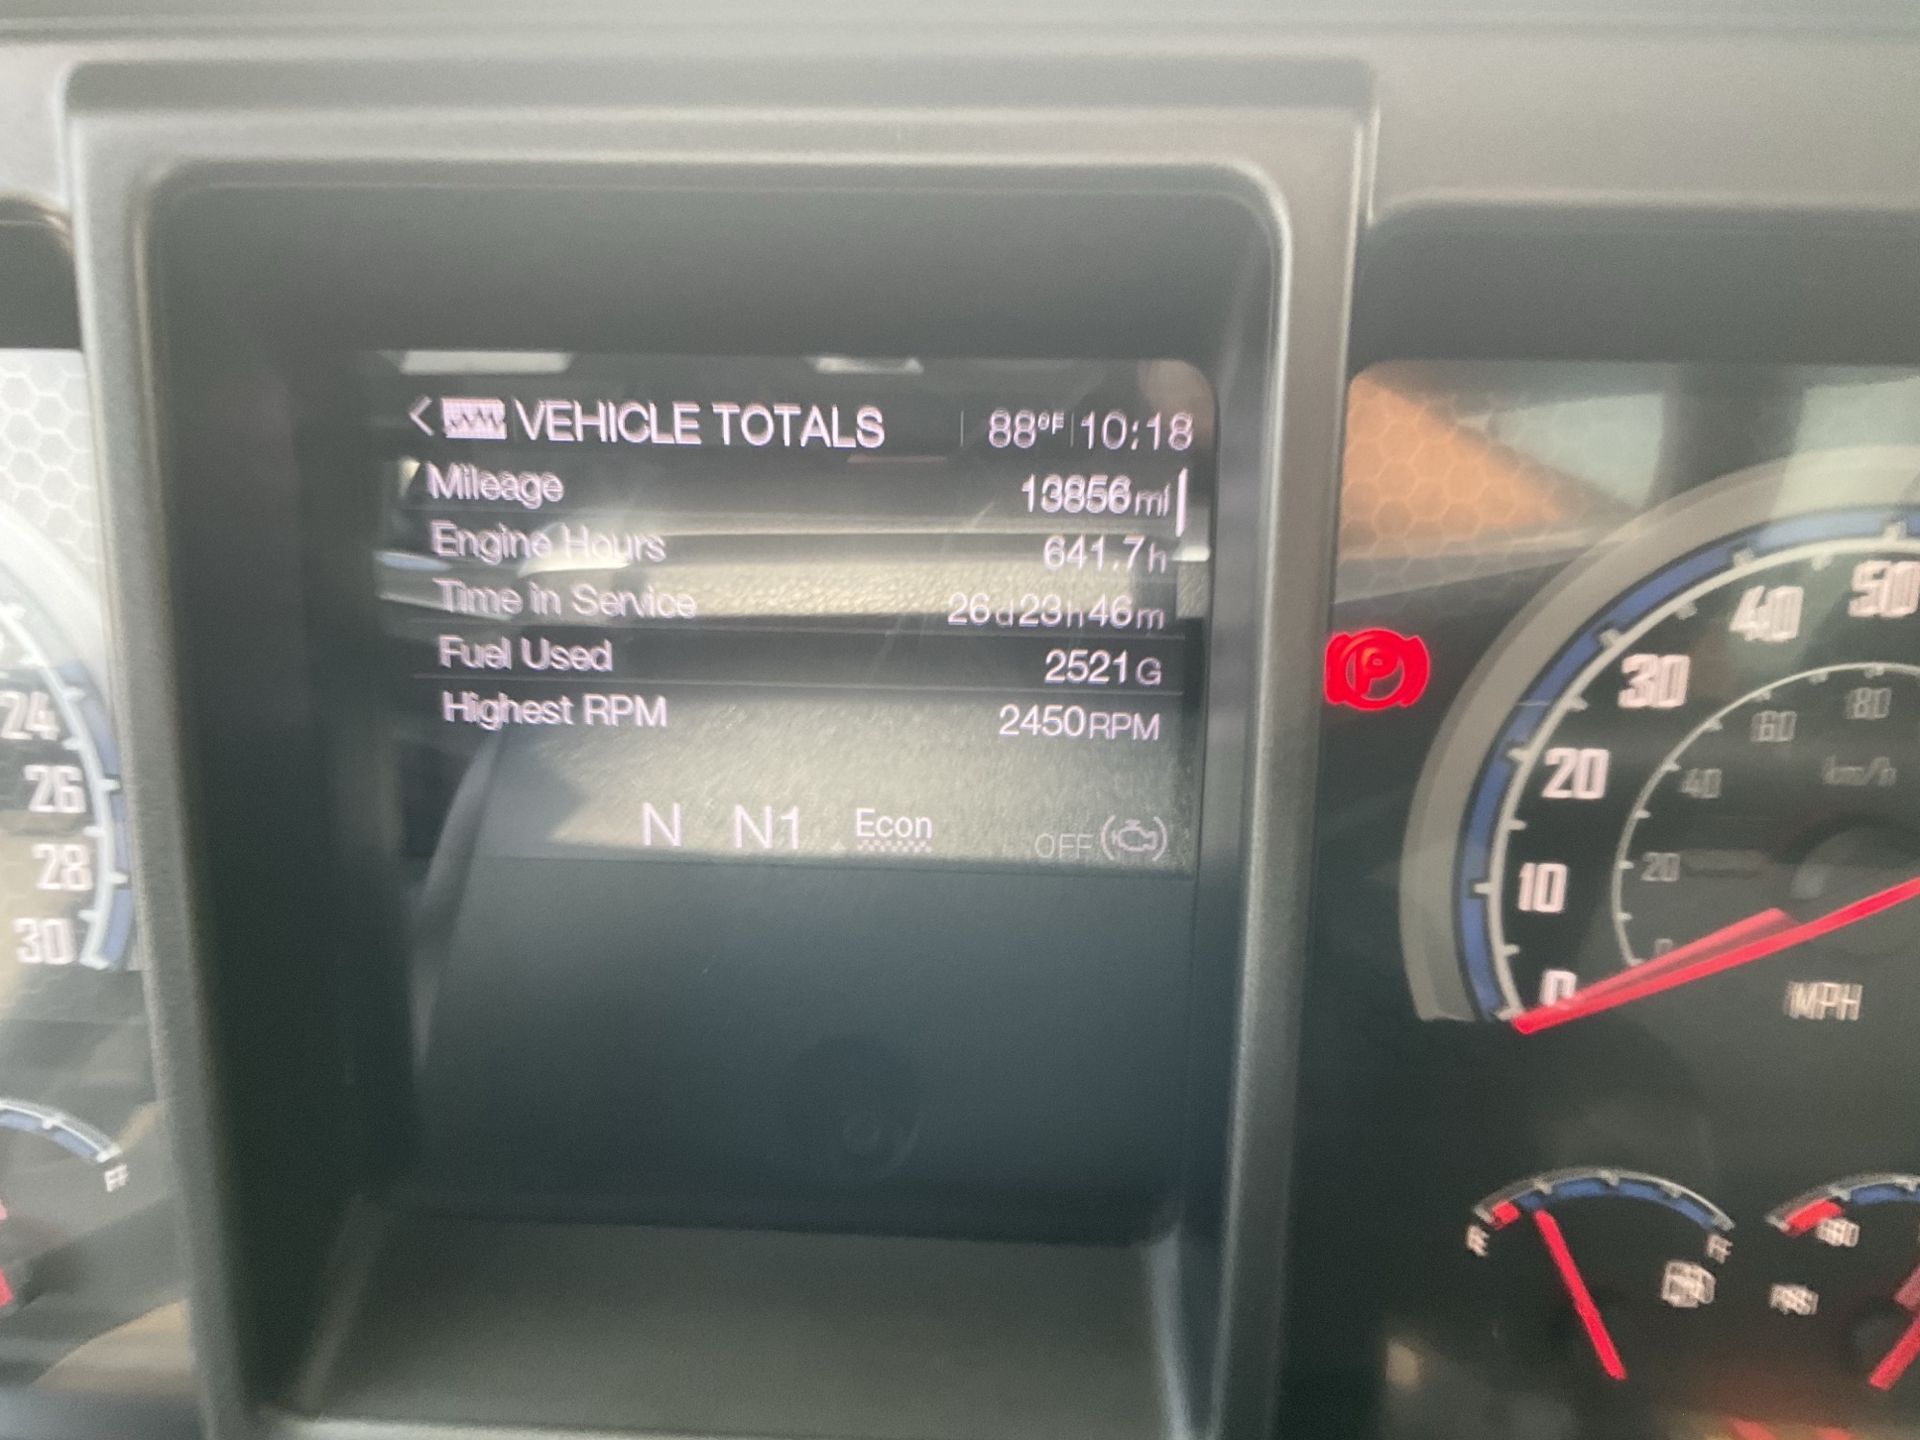 VEHICLE TOTALS 88°F 10:18
Mileage 13856mi
Engine Hours 641.7h
Time in Service 26d23h46m
Fuel Used 2521G
Highest RPM 2450RPM
N N1 Econ OFF
24
26
28
30
F
P
50
40
30
20
10
0
80
60
40
20
0
km/h
MPH
E
F
PSI